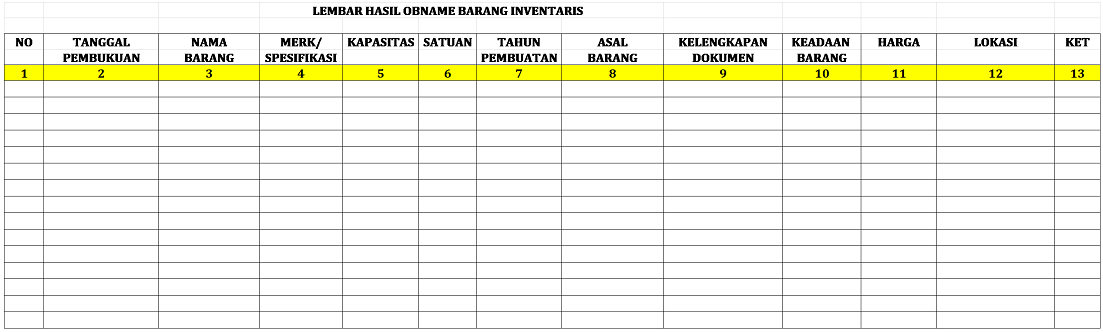 LEMBAR HASIL OBNAME BARANG INVENTARIS
NO TANGGAL PEMBUKUAN NAMA BARANG MERK/ SPESIFIKASI KAPASITAS SATUAN TAHUN PEMBUATAN ASAL BARANG KELENGKAPAN DOKUMEN KEADAAN BARANG HARGA LOKASI KET
1 2 3 4 5 6 7 8 9 10 11 12 13